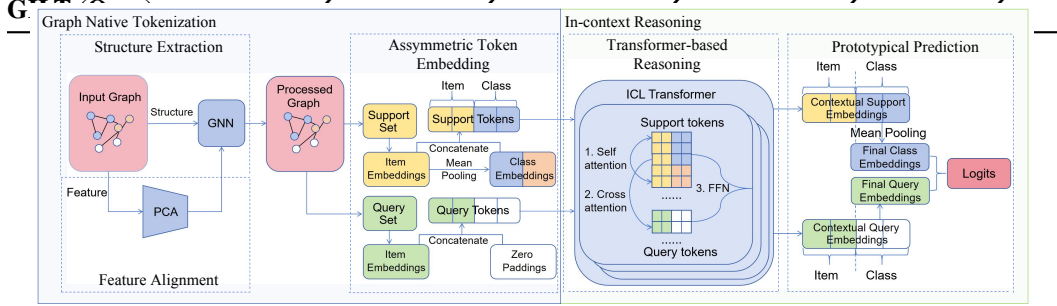 Graph Native Tokenization
In-context Reasoning
Structure Extraction
Input Graph
Structure
GNN
Feature
PCA
Feature Alignment
Processed
Graph
Assymmetric Token
Embedding
Item
Class
Support
Set
Support Tokens
Concatenate
Item
Embeddings
Mean
Pooling
Class
Embeddings
Query
Set
Query Tokens
Concatenate
Item
Embeddings
Zero
Paddings
Transformer-based
Reasoning
ICL Transformer
Support tokens
1. Self
attention
2. Cross
attention
3. FFN
......
......
Query tokens
Prototypical Prediction
Item
Class
Contextual Support
Embeddings
Mean Pooling
Final Class
Embeddings
Final Query
Embeddings
Logits
Contextual Query
Embeddings
Item
Class